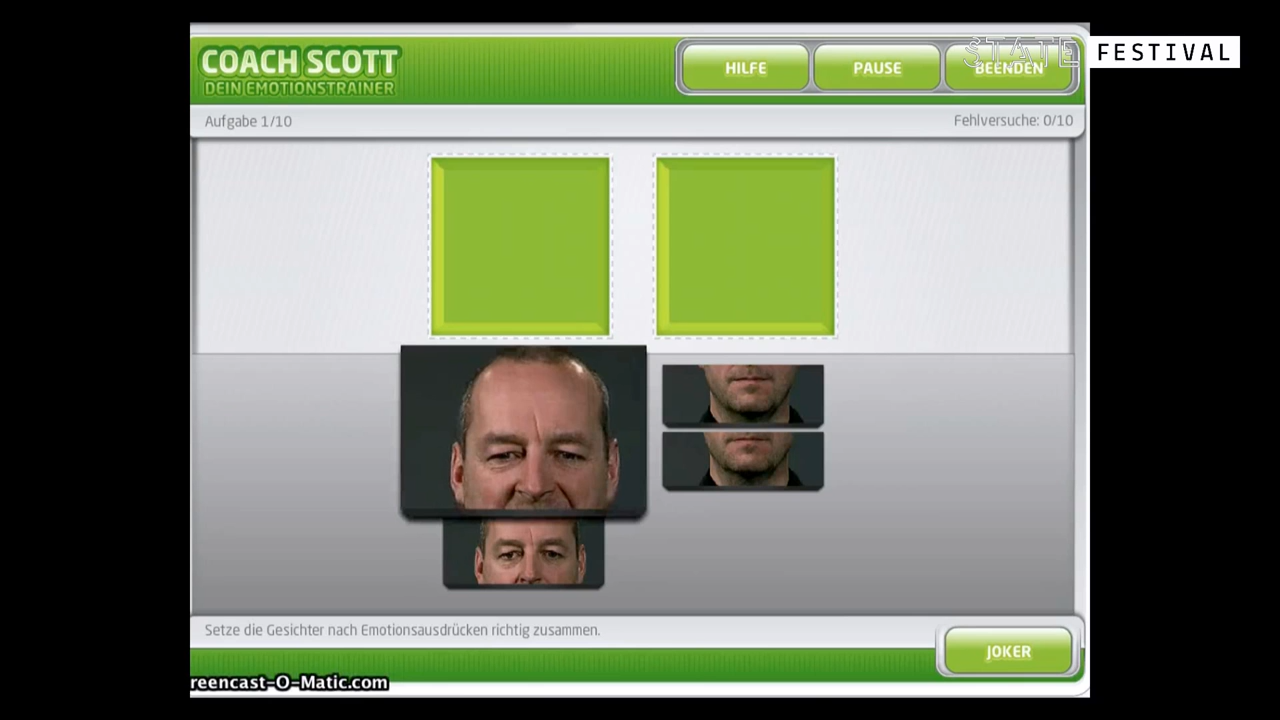 COACH SCOTT
DEIN EMOTIONSTRAINER
HILFE
PAUSE
BEENDEN
STATE FESTIVAL
Aufgabe 1/10
Fehlversuche: 0/10
Setze die Gesichter nach Emotionsausdrücken richtig zusammen.
JOKER
reencast-O-Matic.com